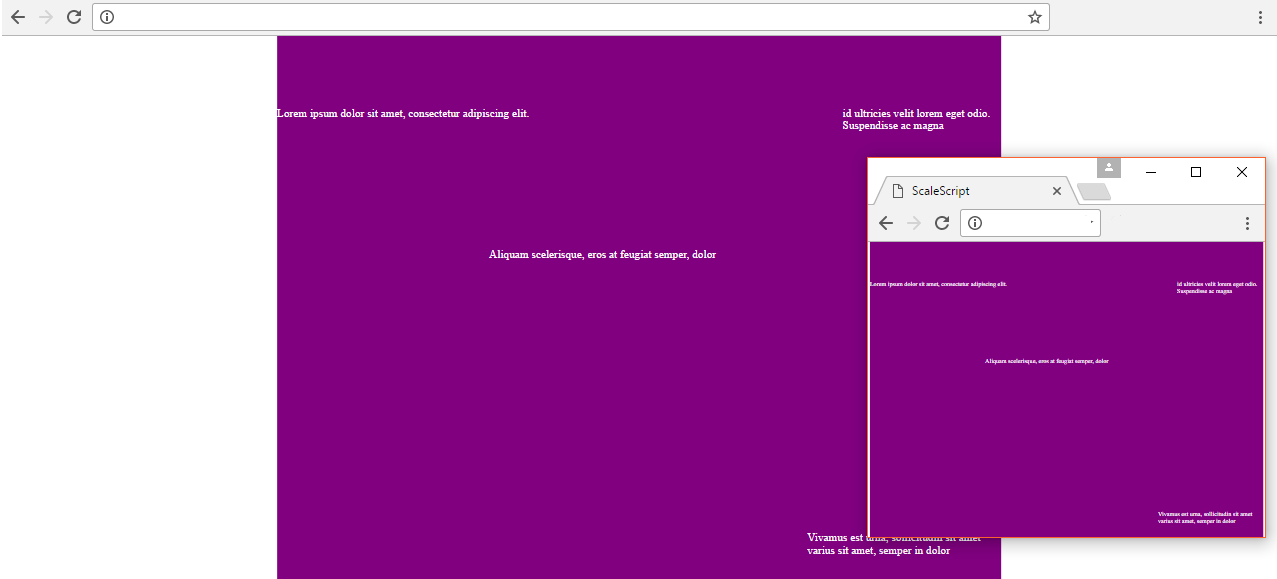 Lorem ipsum dolor sit amet, consectetur adipiscing elit.
id ultricies velit lorem eget odio.
Suspendisse ac magna
Aliquam scelerisque, eros at feugiat semper, dolor
Vivamus est urna, sollicitudin sit amet
varius sit amet, semper in dolor
ScaleScript
Lorem ipsum dolor sit amet, consectetur adipiscing elit.
id ultricies velit lorem eget odio.
Suspendisse ac magna
Aliquam scelerisque, eros at feugiat semper, dolor
Vivamus est urna, sollicitudin sit amet
varius sit amet, semper in dolor